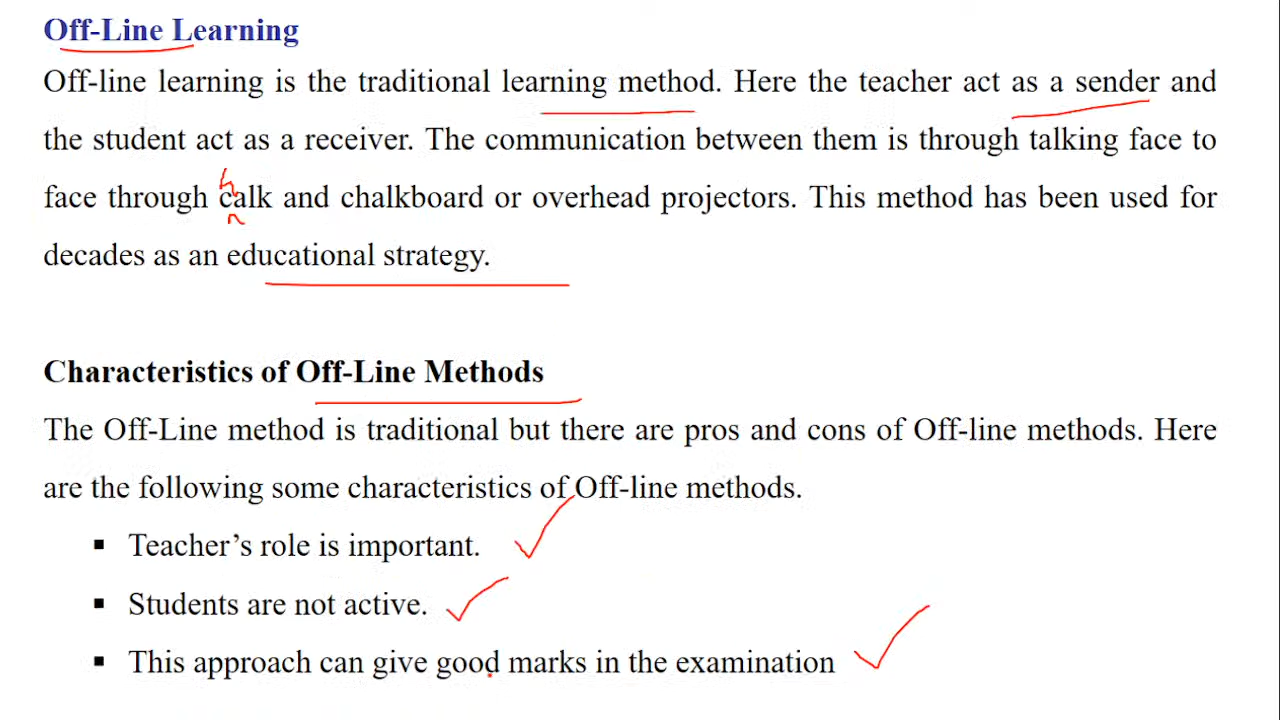 Off-Line Learning
Off-line learning is the traditional learning method. Here the teacher act as a sender and
the student act as a receiver. The communication between them is through talking face to
face through calk and chalkboard or overhead projectors. This method has been used for
decades as an educational strategy.
Characteristics of Off-Line Methods
The Off-Line method is traditional but there are pros and cons of Off-line methods. Here
are the following some characteristics of Off-line methods.
▪ Teacher’s role is important.
▪ Students are not active.
▪ This approach can give good marks in the examination